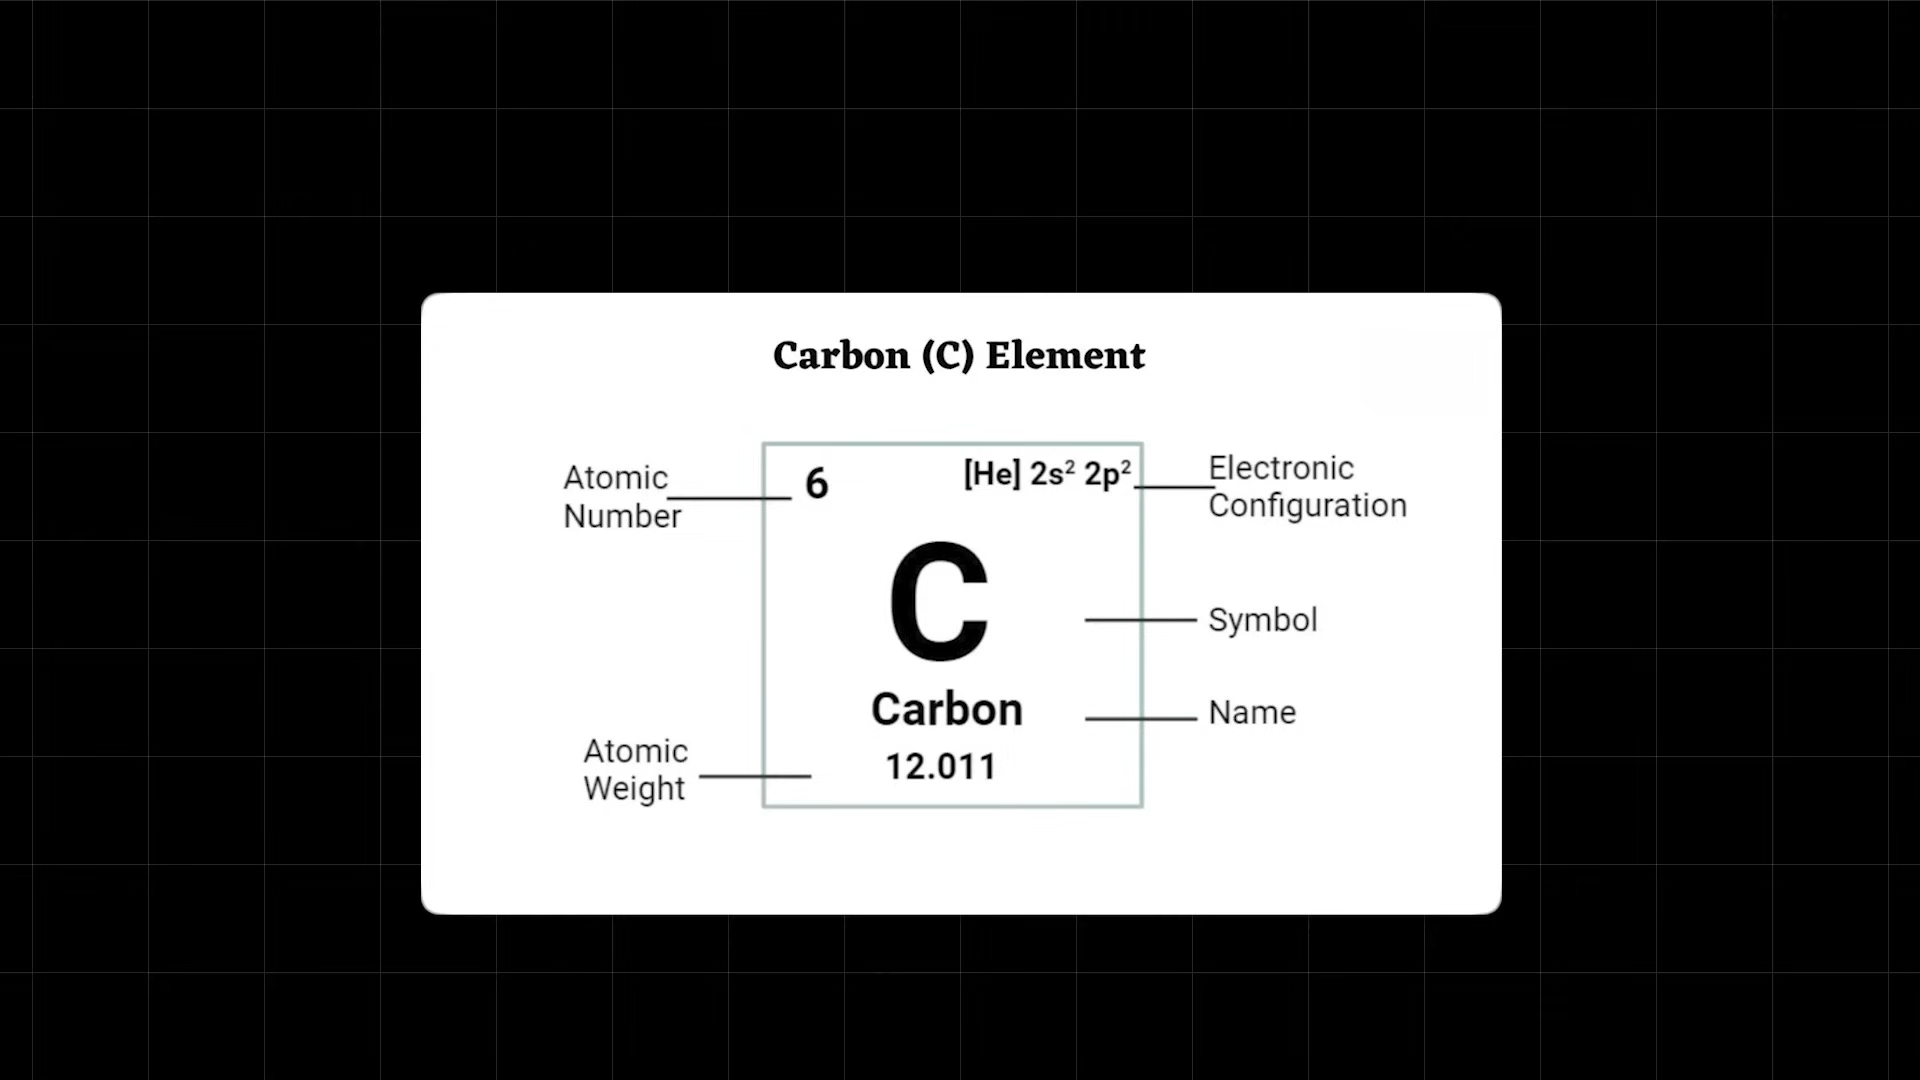 Carbon (C) Element
Atomic
Number
6
[He] 2s² 2p²
Electronic
Configuration
C
Symbol
Carbon
Name
Atomic
Weight
12.011